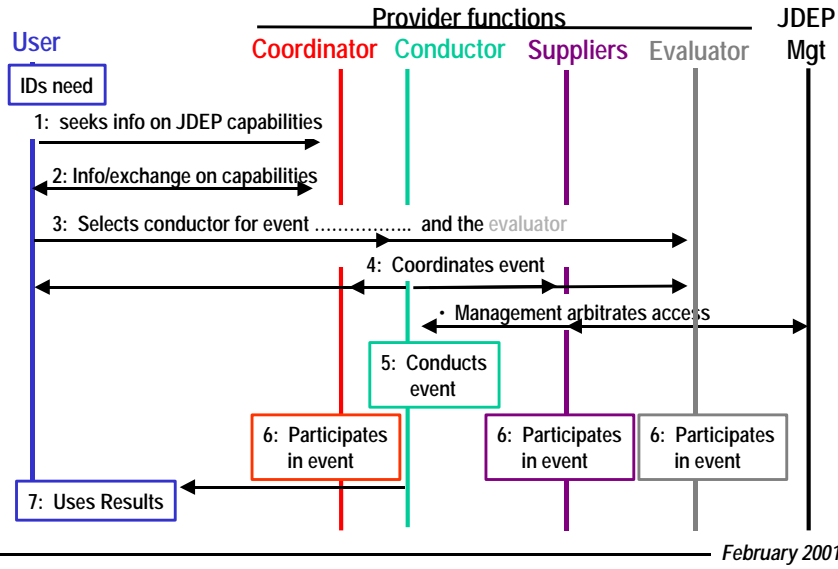 Provider functions
JDEP
Mgt
User
Coordinator
Conductor
Suppliers
Evaluator
IDs need
1: seeks info on JDEP capabilities
2: Info/exchange on capabilities
3: Selects conductor for event ................. and the evaluator
4: Coordinates event
· Management arbitrates access
5: Conducts
event
6: Participates
in event
6: Participates
in event
6: Participates
in event
7: Uses Results
February 2001